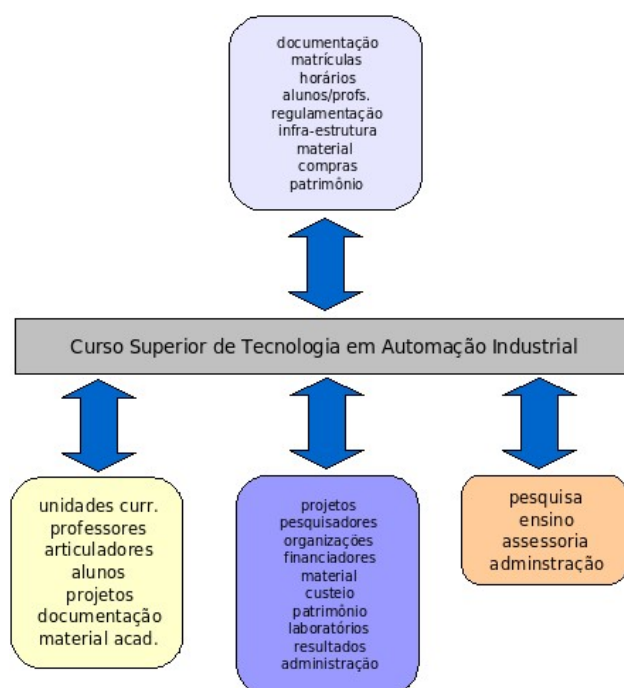 documentação
matrículas
horários
alunos/profs.
regulamentação
infra-estrutura
material
compras
patrimônio
Curso Superior de Tecnologia em Automação Industrial
unidades curr.
professores
articuladores
alunos
projetos
documentação
material acad.
projetos
pesquisadores
organizações
financiadores
material
custeio
patrimônio
laboratórios
resultados
administração
pesquisa
ensino
assessoria
adminstração